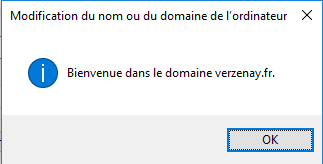 Modification du nom ou du domaine de l'ordinateur
Bienvenue dans le domaine verzenay.fr.
OK